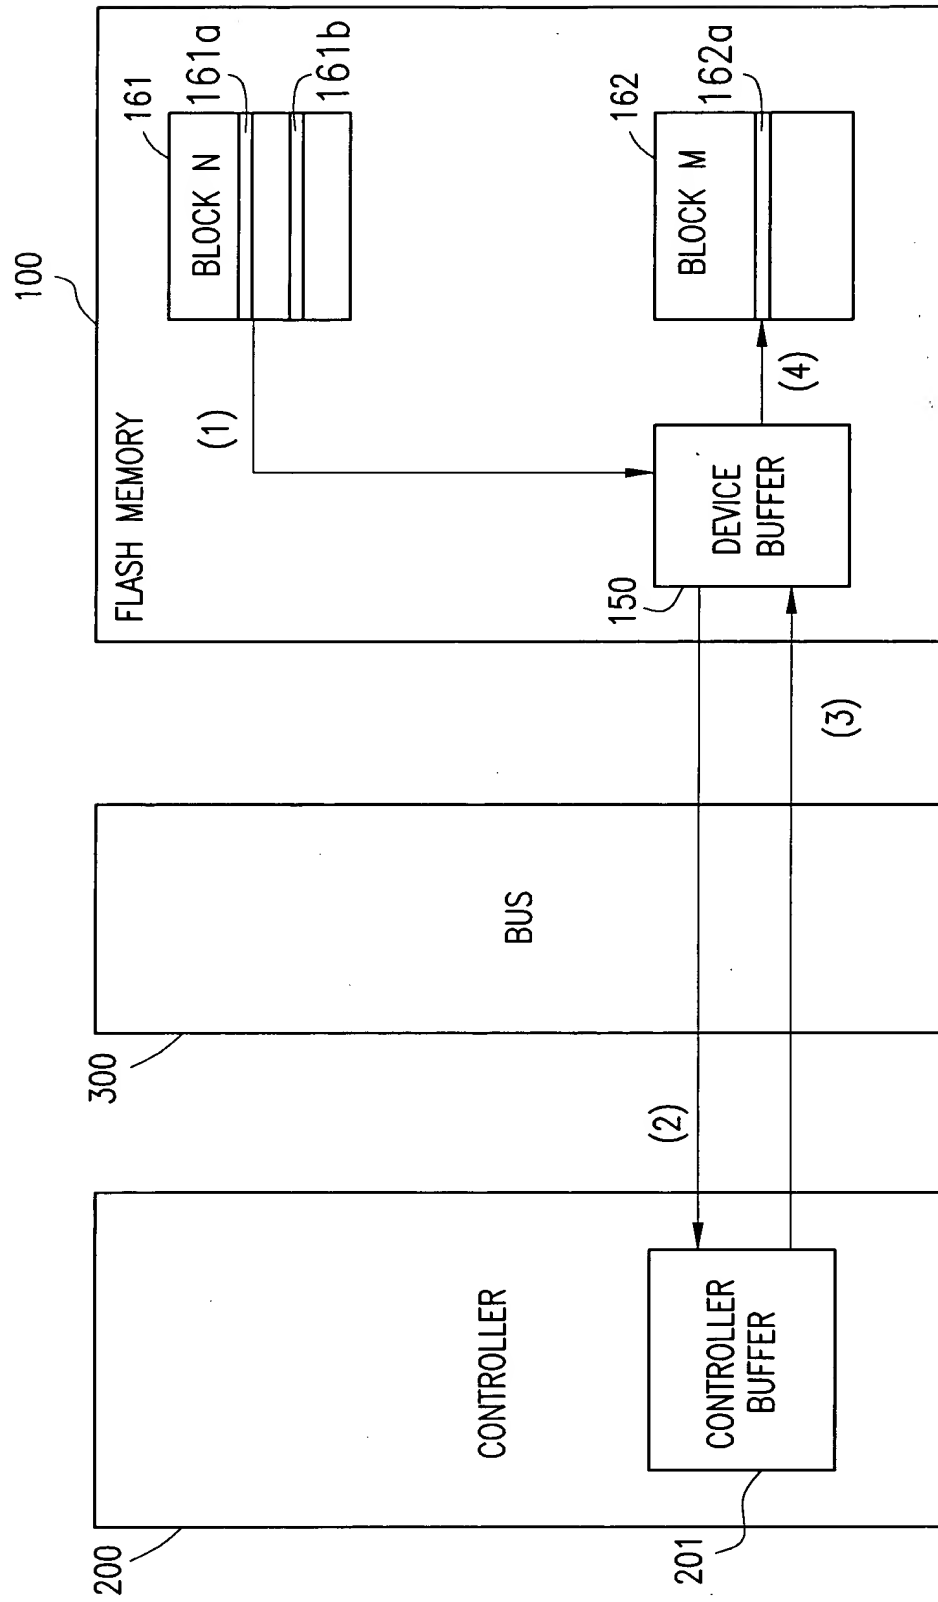 100
FLASH MEMORY
BLOCK N
161
161a
161b
(1)
BLOCK M
162
162a
(4)
DEVICE
BUFFER
150
(3)
BUS
300
(2)
CONTROLLER
200
CONTROLLER
BUFFER
201